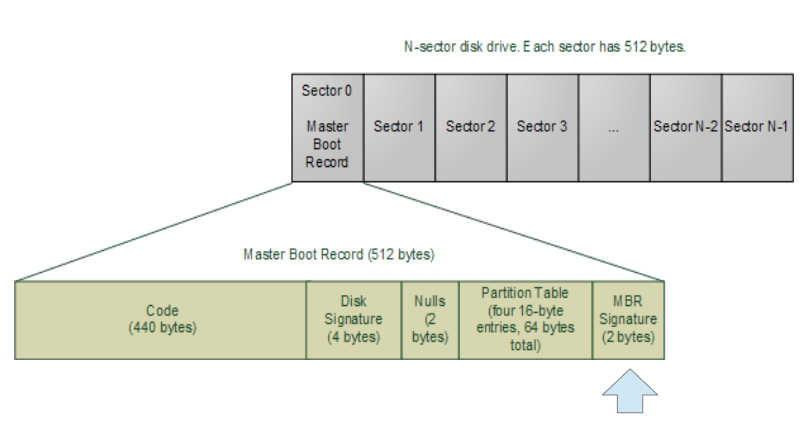 N-sector disk drive. Each sector has 512 bytes.
Sector 0
Master
Boot
Record
Sector 1
Sector 2
Sector 3
...
Sector N-2
Sector N-1
Master Boot Record (512 bytes)
Code
(440 bytes)
Disk
Signature
(4 bytes)
Nulls
(2
bytes)
Partition Table
(four 16-byte
entries, 64 bytes
total)
MBR
Signature
(2 bytes)